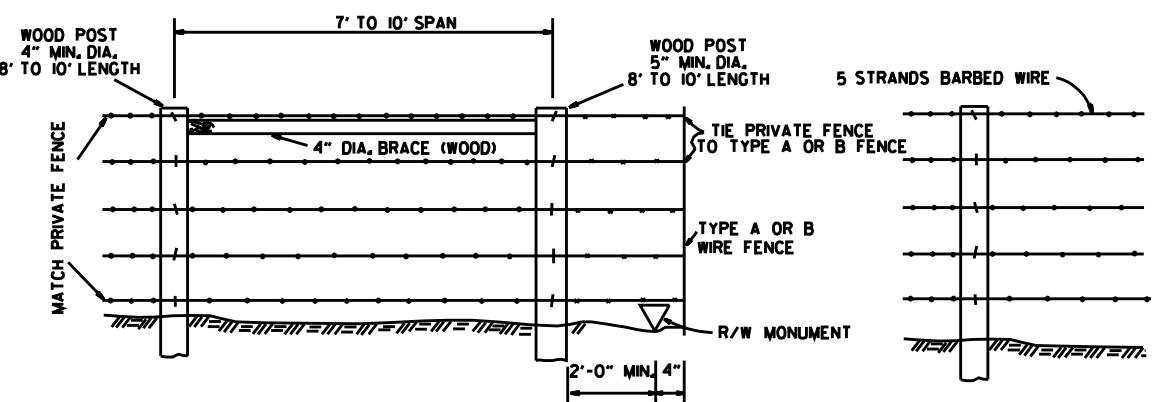 7' TO 10' SPAN
WOOD POST
4" MIN. DIA.
8' TO 10' LENGTH
WOOD POST
5" MIN. DIA.
8' TO 10' LENGTH
5 STRANDS BARBED WIRE
TIE PRIVATE FENCE
TO TYPE A OR B FENCE
4" DIA. BRACE (WOOD)
MATCH PRIVATE FENCE
TYPE A OR B
WIRE FENCE
R/W MONUMENT
2'-0" MIN. 4"